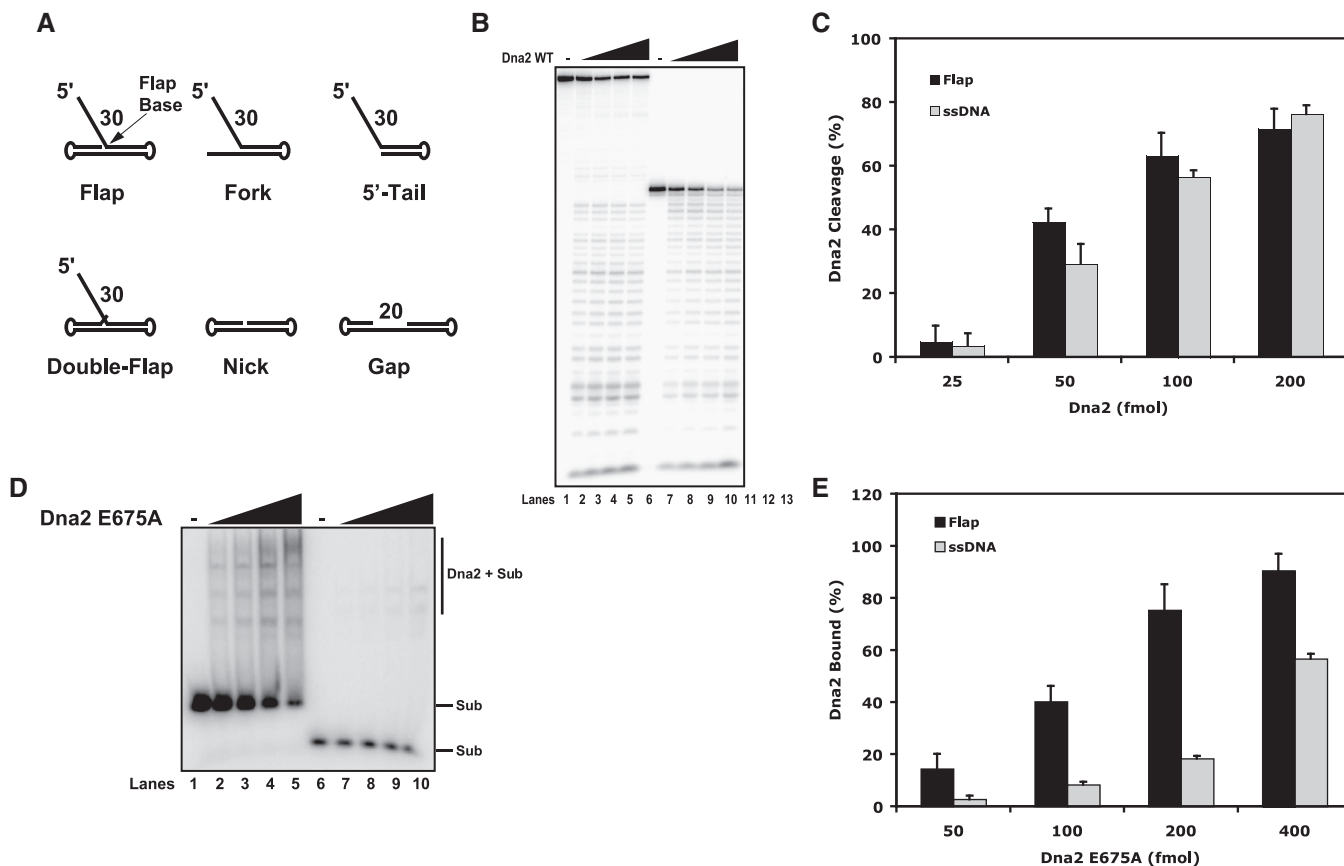 A
5'
30
Flap
Base
Flap
30
Fork
5'
30
5'-Tail
5'
30
Double-Flap
Nick
20
Gap
B
Dna2 WT
- -
Lanes 1 2 3 4 5 6 7 8 9 10 11 12 13
C
100
80
60
40
20
0
Dna2 Cleavage (%)
Flap
ssDNA
25 50 100 200
Dna2 (fmol)
D
Dna2 E675A
- -
Dna2 + Sub
Sub
Sub
Lanes 1 2 3 4 5 6 7 8 9 10
E
120
100
80
60
40
20
0
Dna2 Bound (%)
Flap
ssDNA
50 100 200 400
Dna2 E675A (fmol)